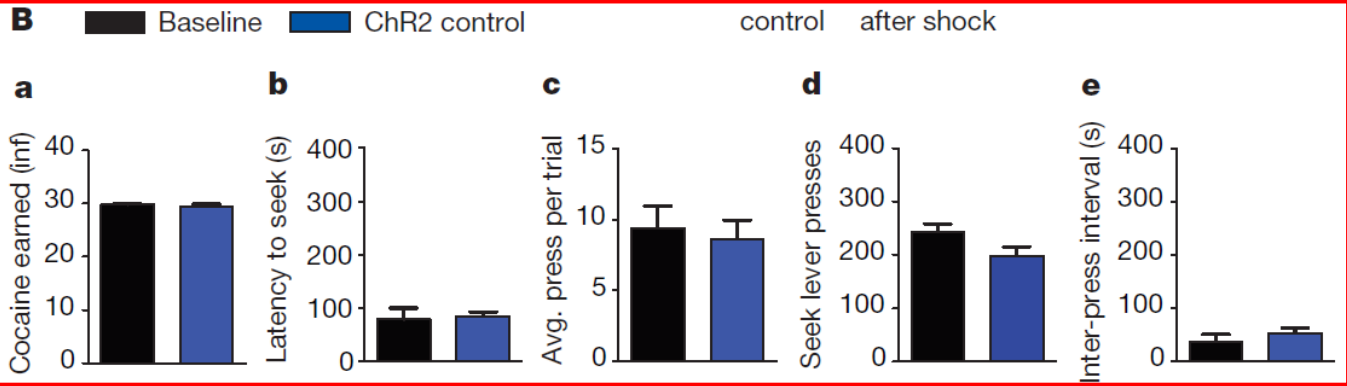 B Baseline ChR2 control control after shock
a
Cocaine earned (inf)
40
30
20
10
0
b
Latency to seek (s)
400
300
200
100
0
c
Avg. press per trial
15
10
5
0
d
Seek lever presses
400
300
200
100
0
e
Inter-press interval (s)
400
300
200
100
0